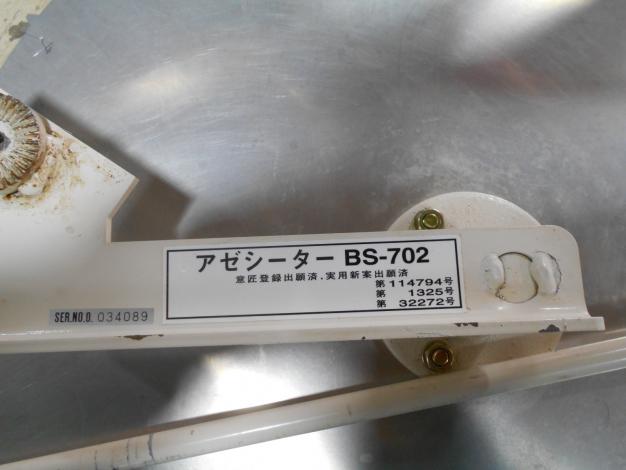 アゼシーター BS-702
意匠登録出願済．実用新案出願済
第114794号
第 1325号
第 32272号
SER.NO.D. 034089